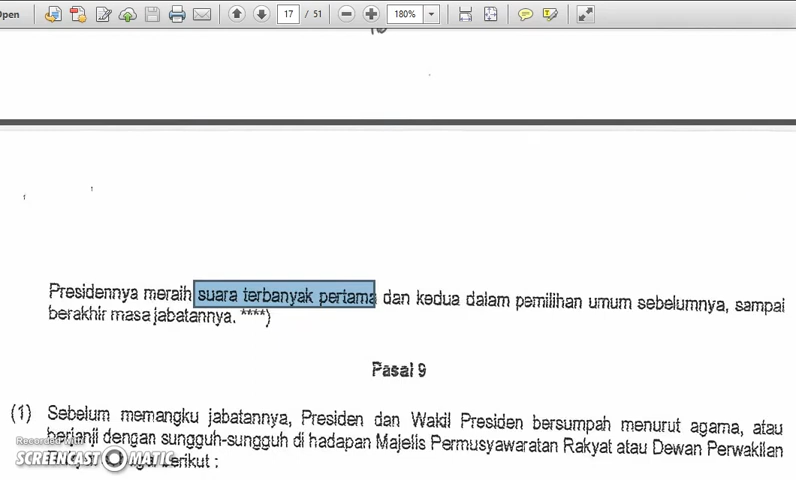 Open
17 / 51
180%
Presidennya meraih suara terbanyak pertama dan kedua dalam pemilihan umum sebelumnya, sampai
berakhir masa jabatannya. ****)
Pasal 9
(1) Sebelum memangku jabatannya, Presiden dan Wakil Presiden bersumpah menurut agama, atau
berjanji dengan sungguh-sungguh di hadapan Majelis Permusyawaratan Rakyat atau Dewan Perwakilan
berikut :
Recorded with
SCREENCAST MATIC